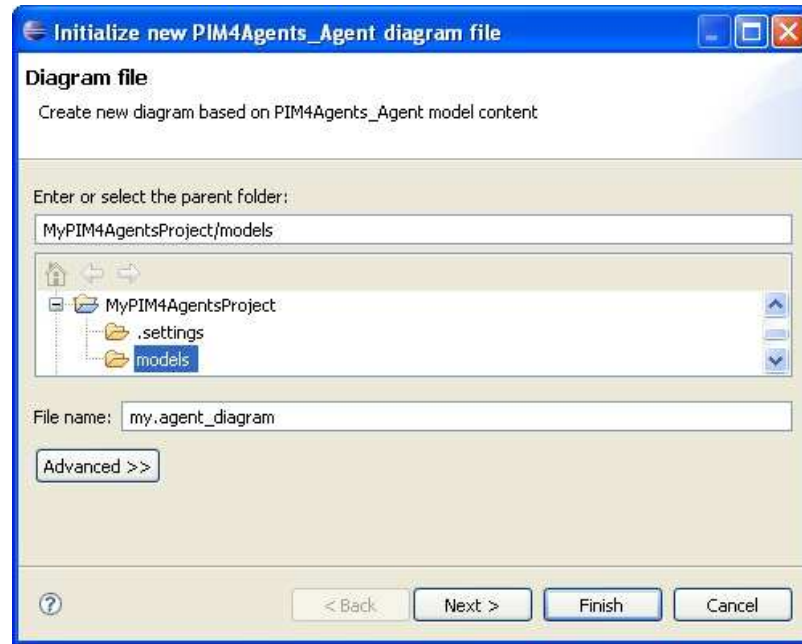 Initialize new PIM4Agents_Agent diagram file
Diagram file
Create new diagram based on PIM4Agents_Agent model content
Enter or select the parent folder:
MyPIM4AgentsProject/models
MyPIM4AgentsProject
.settings
models
File name: my.agent_diagram
Advanced >>
< Back Next > Finish Cancel